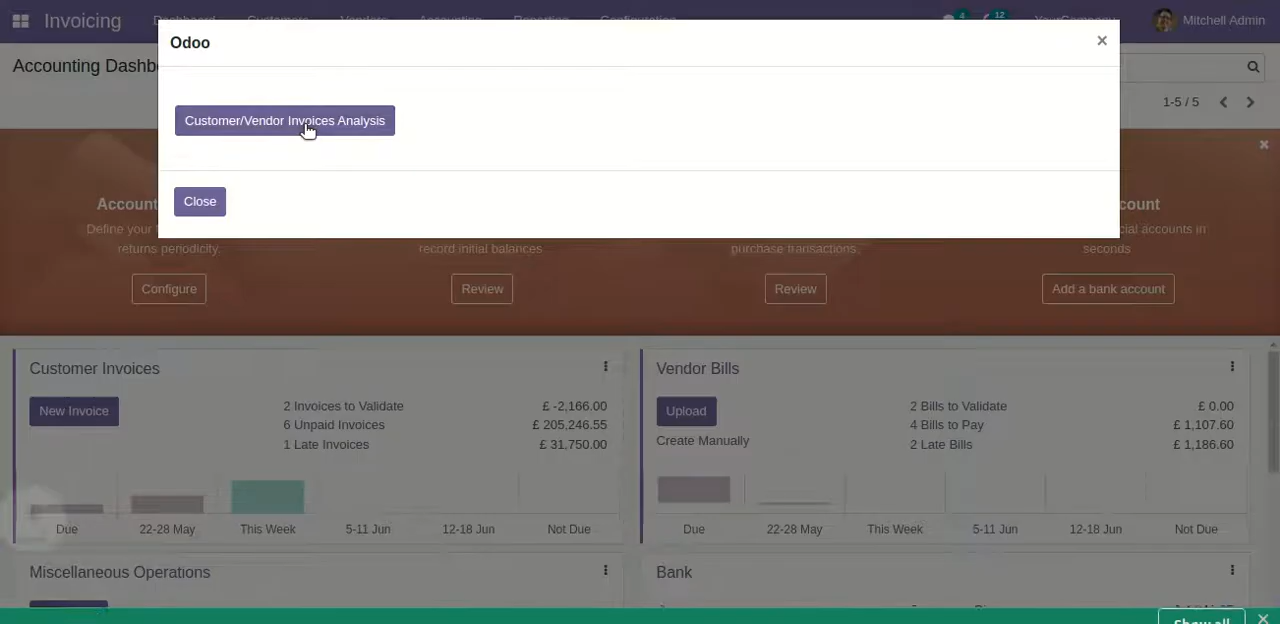 Invoicing
4
12
Mitchell Admin
Odoo
Accounting Dashb
Customer/Vendor Invoices Analysis
1-5 / 5
Close
Account
count
Define your
cial accounts in
returns periodicity.
record initial balances
purchase transactions.
seconds
Configure
Review
Review
Add a bank account
Customer Invoices
New Invoice
2 Invoices to Validate £ -2,166.00
6 Unpaid Invoices £ 205,246.55
1 Late Invoices £ 31,750.00
Due 22-28 May This Week 5-11 Jun 12-18 Jun Not Due
Vendor Bills
Upload
Create Manually
2 Bills to Validate £ 0.00
4 Bills to Pay £ 1,107.60
2 Late Bills £ 1,186.60
Due 22-28 May This Week 5-11 Jun 12-18 Jun Not Due
Miscellaneous Operations
Bank
Show all